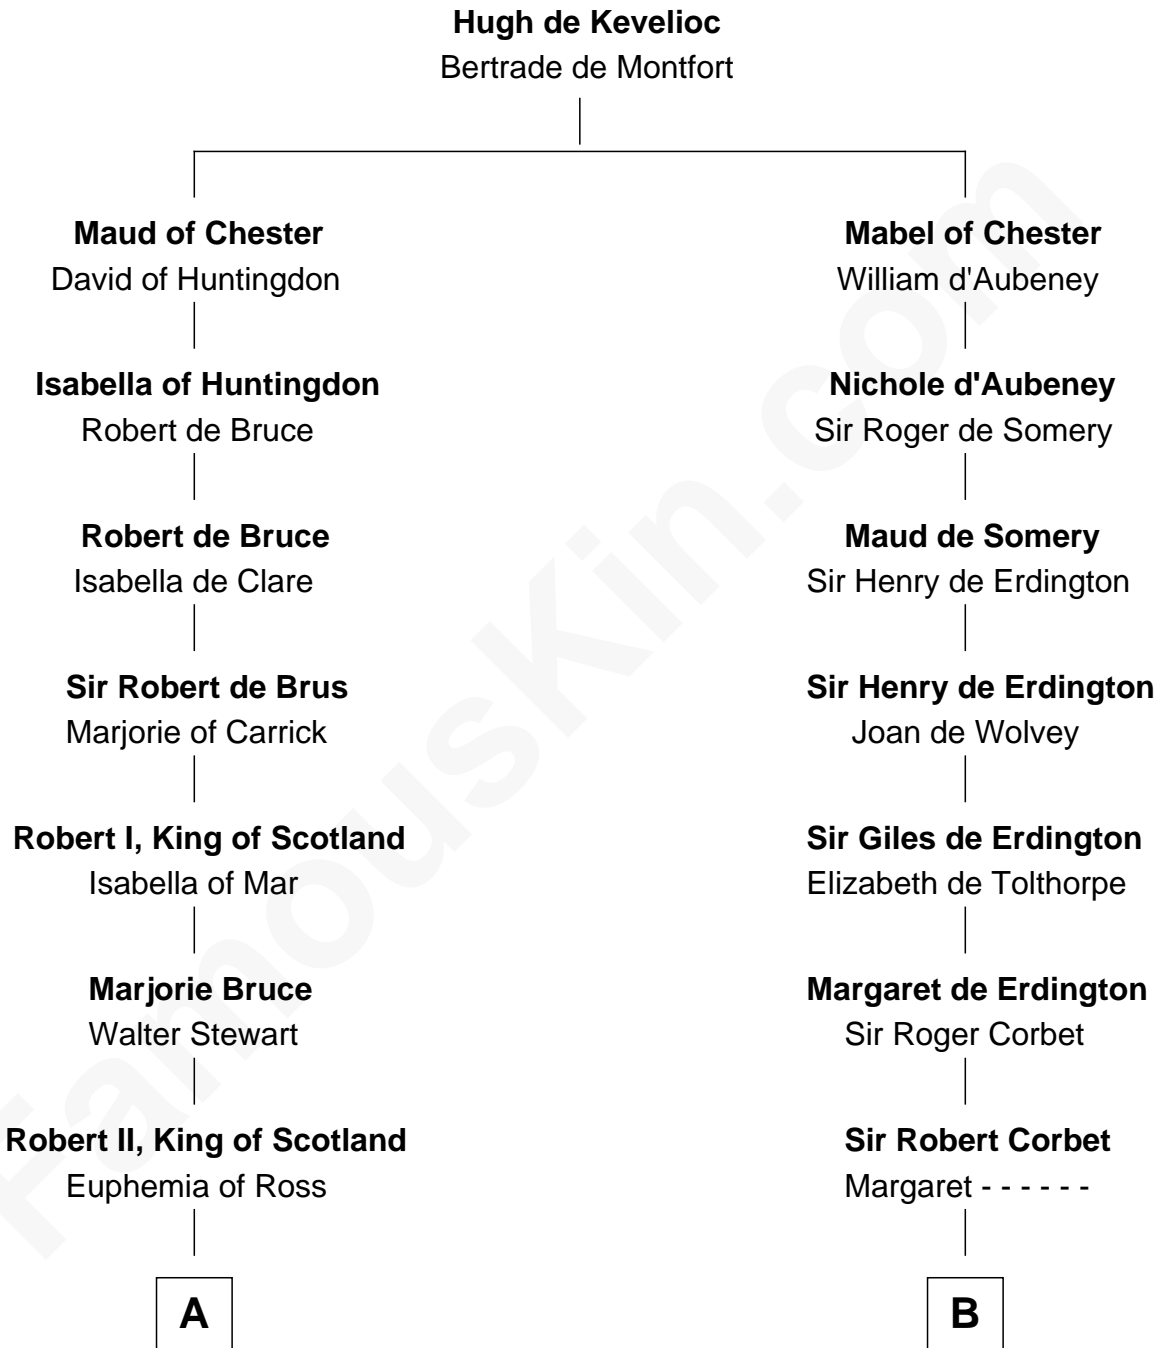 Hugh de Kevelioc
Bertrade de Montfort
Maud of Chester
David of Huntingdon
Isabella of Huntingdon
Robert de Bruce
Robert de Bruce
Isabella de Clare
Sir Robert de Brus
Marjorie of Carrick
Robert I, King of Scotland
Isabella of Mar
Marjorie Bruce
Walter Stewart
Robert II, King of Scotland
Euphemia of Ross
A
Mabel of Chester
William d'Aubeney
Nichole d'Aubeney
Sir Roger de Somery
Maud de Somery
Sir Henry de Erdington
Sir Henry de Erdington
Joan de Wolvey
Sir Giles de Erdington
Elizabeth de Tolthorpe
Margaret de Erdington
Sir Roger Corbet
Sir Robert Corbet
Margaret - - - - - -
B
FamousKin.com